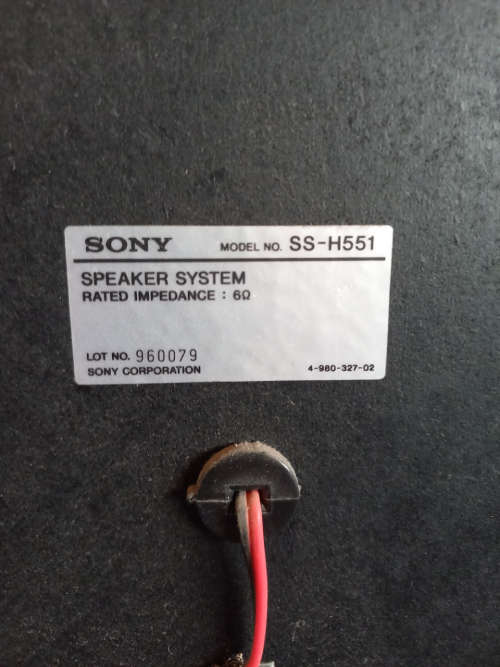 SONY MODEL NO. SS-H551
SPEAKER SYSTEM
RATED IMPEDANCE : 6Ω
LOT NO. 960079
SONY CORPORATION 4-980-327-02